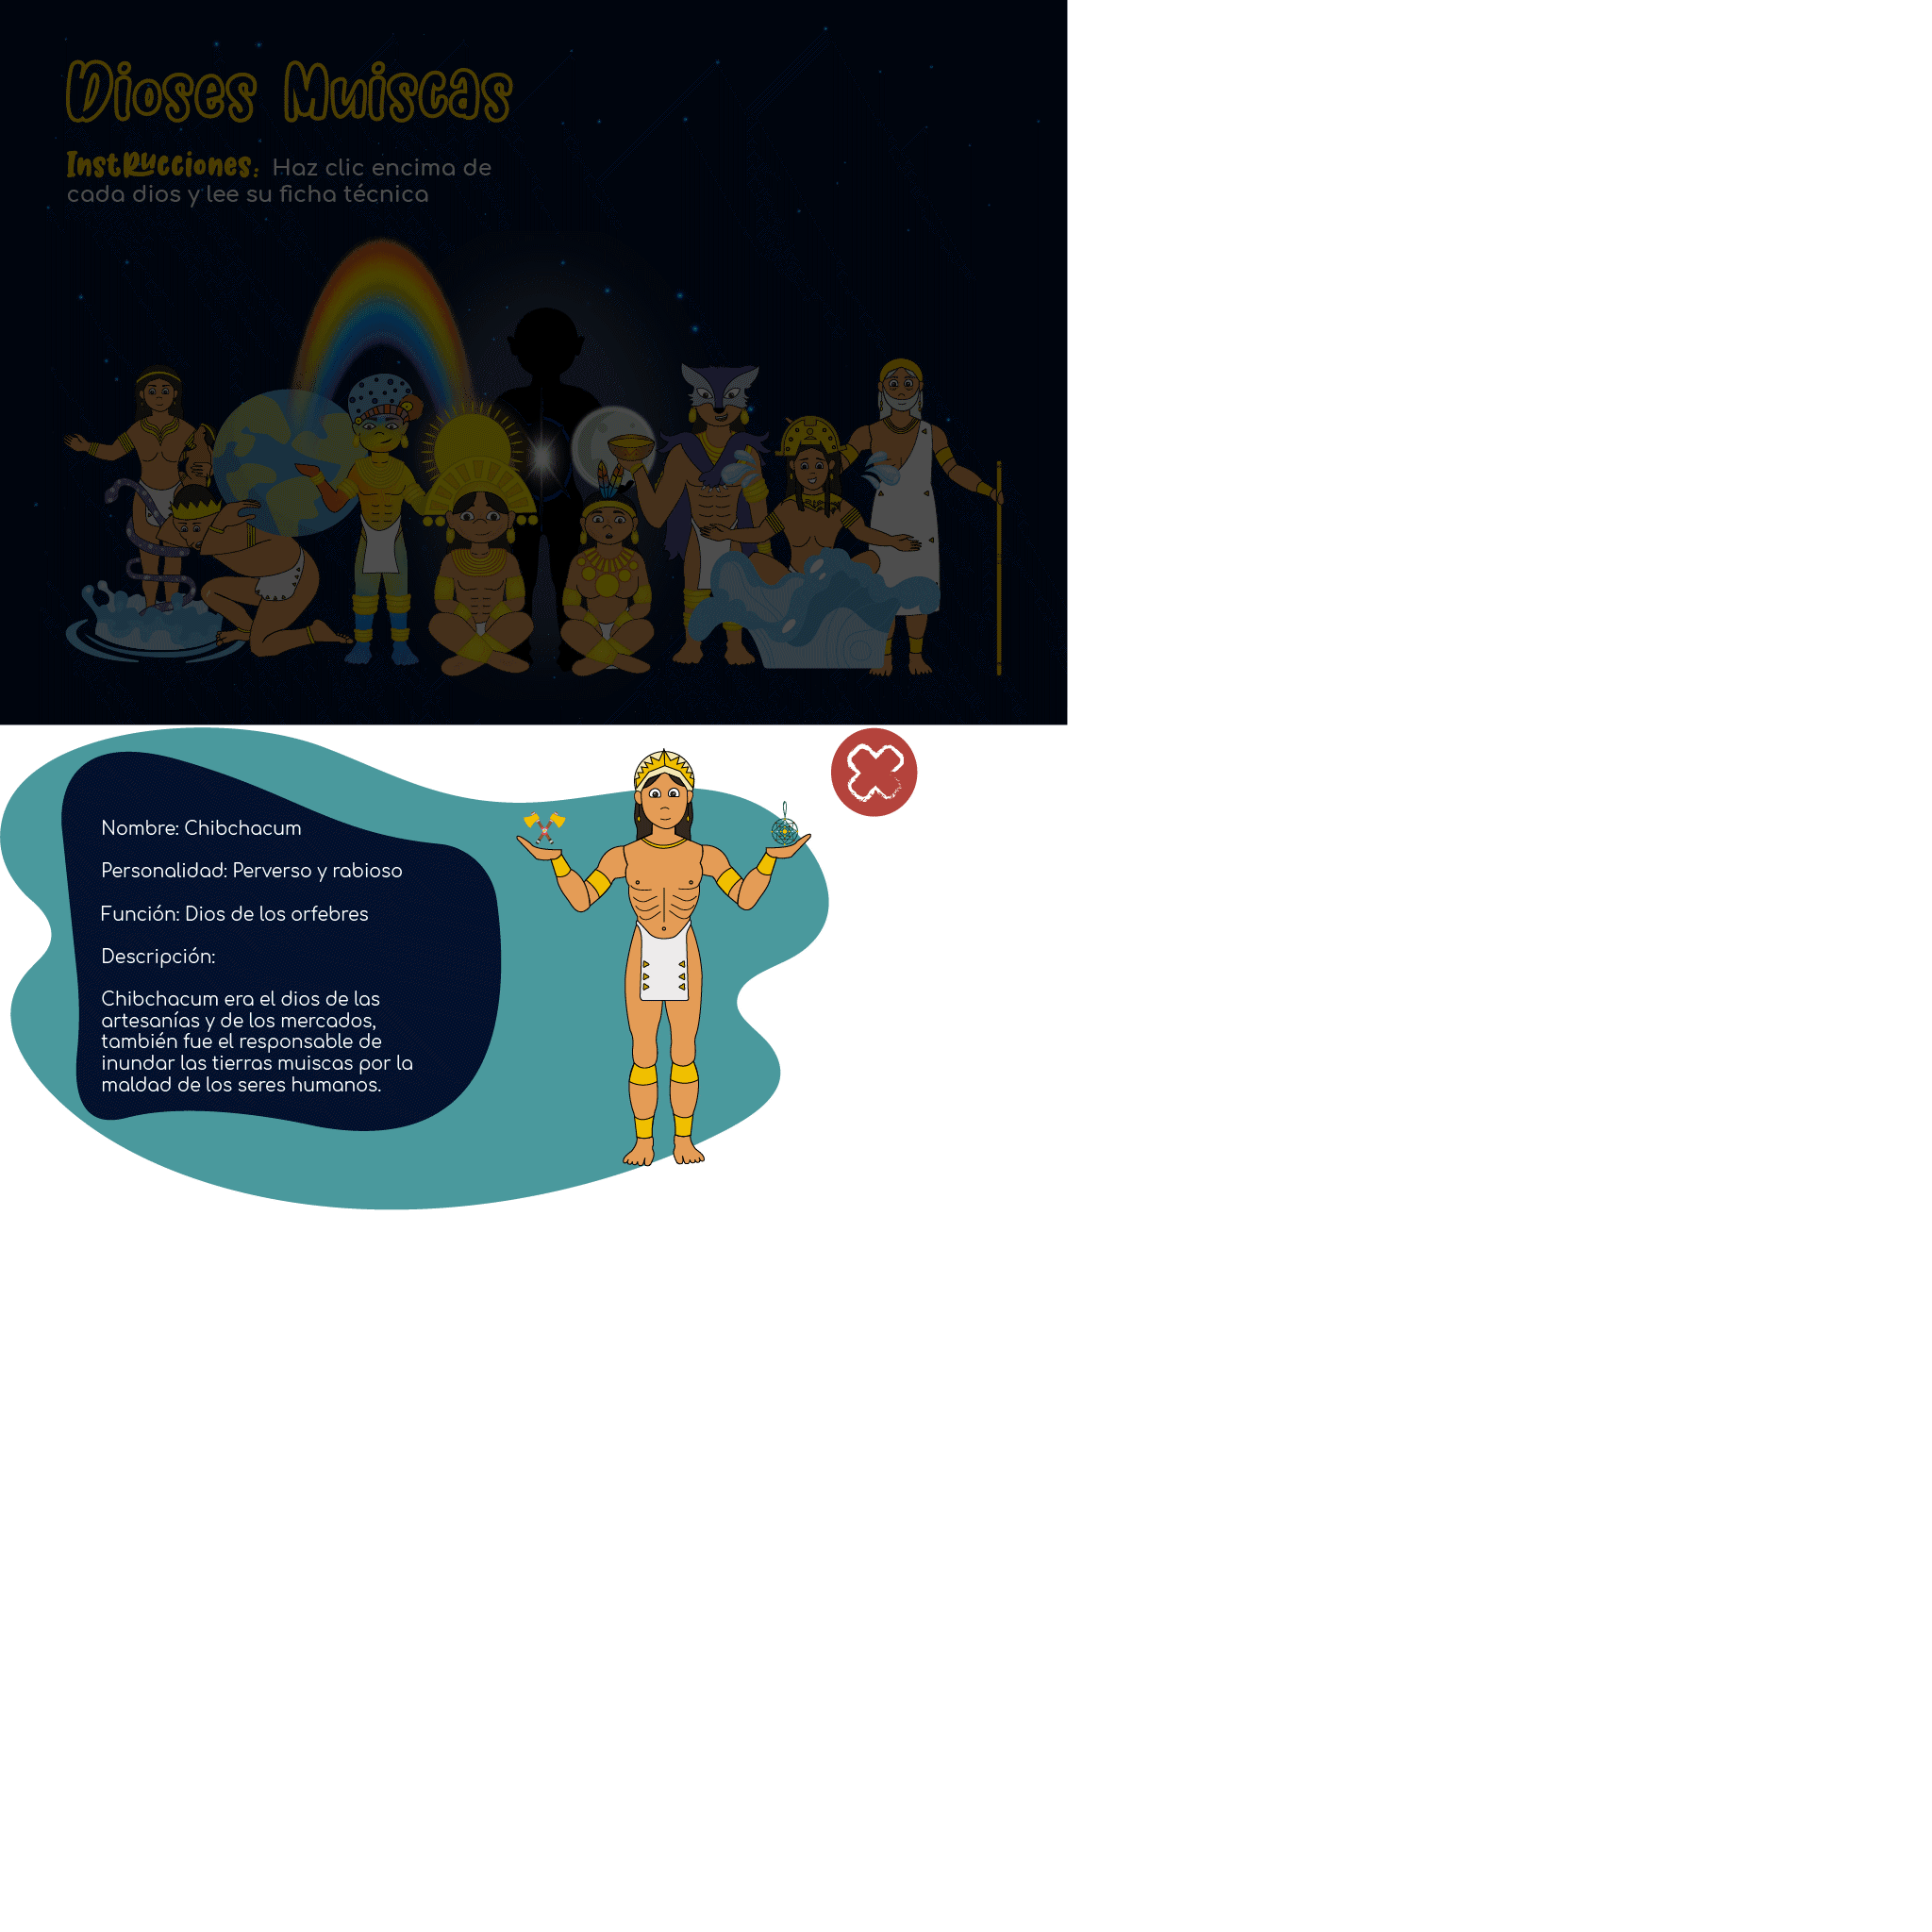 Dioses Muiscas
Instrucciones: Haz clic encima de
cada dios y lee su ficha técnica
Nombre: Chibchacum
Personalidad: Perverso y rabioso
Función: Dios de los orfebres
Descripción:
Chibchacum era el dios de las
artesanías y de los mercados,
también fue el responsable de
inundar las tierras muiscas por la
maldad de los seres humanos.